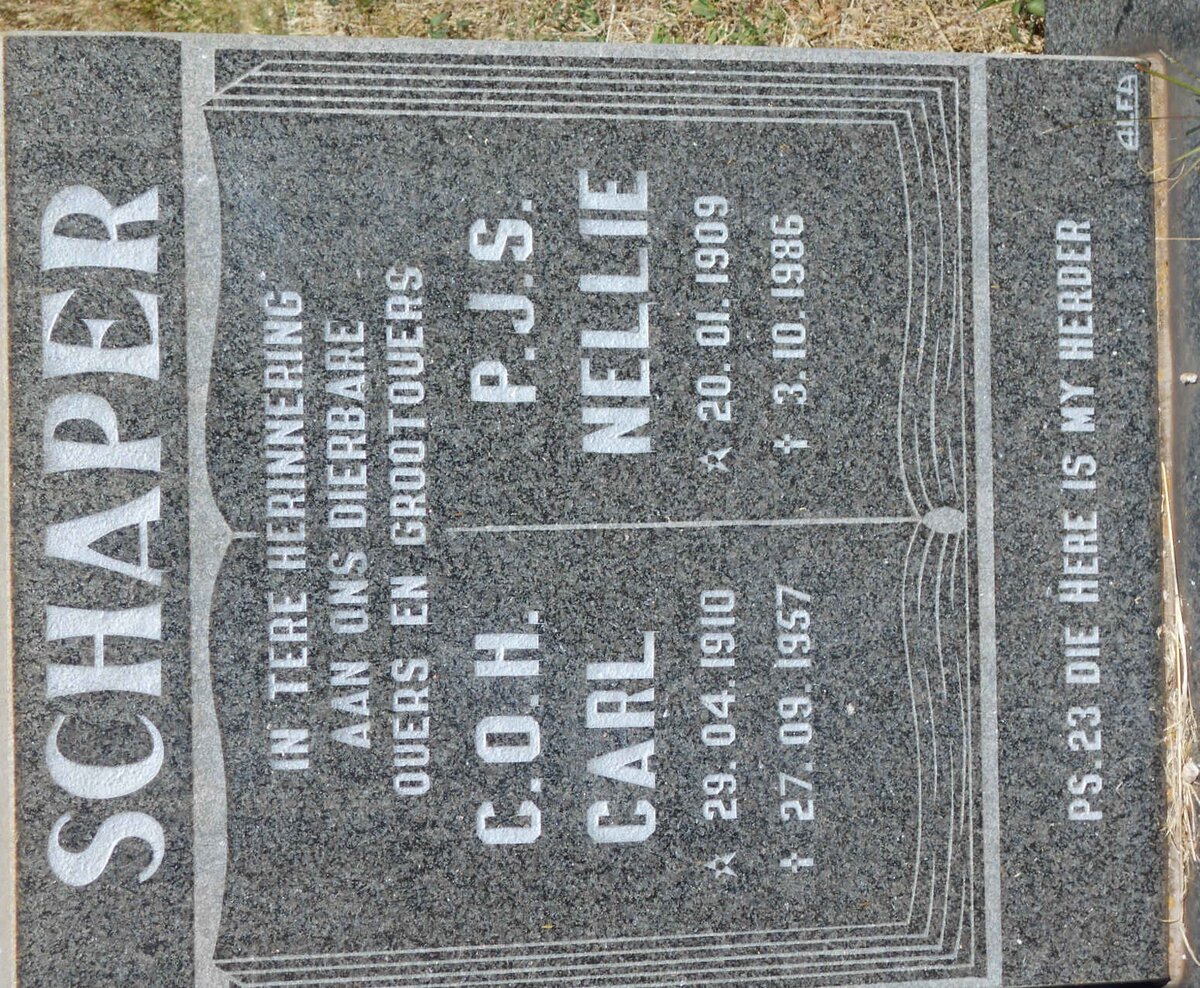 SCHAPER
IN TERE HERINNERING
AAN ONS DIERBARE
OUERS EN GROOTOUERS
C.O.H.
CARL
☆ 29.04.1910
✝ 27.09.1957
P.J.S.
NELLIE
☆ 20.01.1909
✝ 3.10.1986
PS.23 DIE HERE IS MY HERDER
ALFA